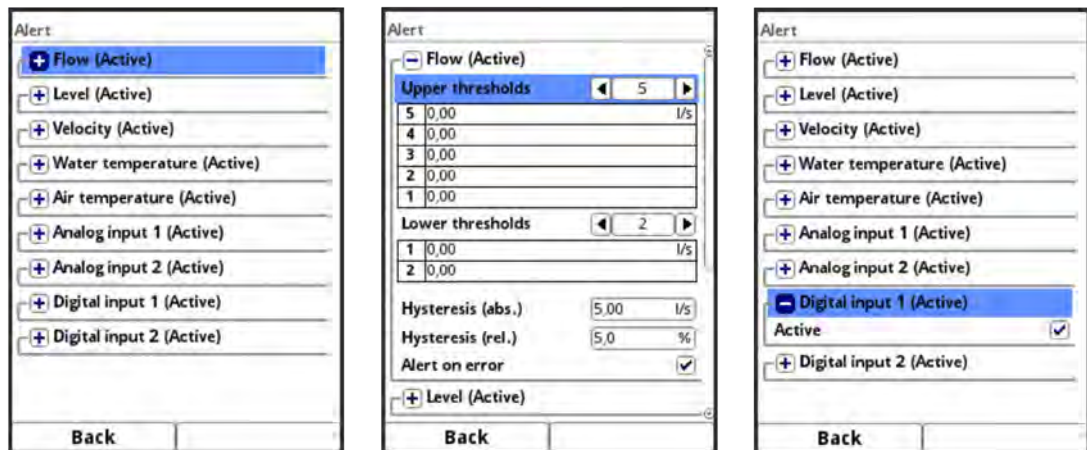 Alert
Flow (Active)
Level (Active)
Velocity (Active)
Water temperature (Active)
Air temperature (Active)
Analog input 1 (Active)
Analog input 2 (Active)
Digital input 1 (Active)
Digital input 2 (Active)
Back
Alert
Flow (Active)
Upper thresholds 5
5 0,00 l/s
4 0,00
3 0,00
2 0,00
1 0,00
Lower thresholds 2
1 0,00 l/s
2 0,00
Hysteresis (abs.) 5,00 l/s
Hysteresis (rel.) 5,0 %
Alert on error
Level (Active)
Back
Alert
Flow (Active)
Level (Active)
Velocity (Active)
Water temperature (Active)
Air temperature (Active)
Analog input 1 (Active)
Analog input 2 (Active)
Digital input 1 (Active)
Active
Digital input 2 (Active)
Back